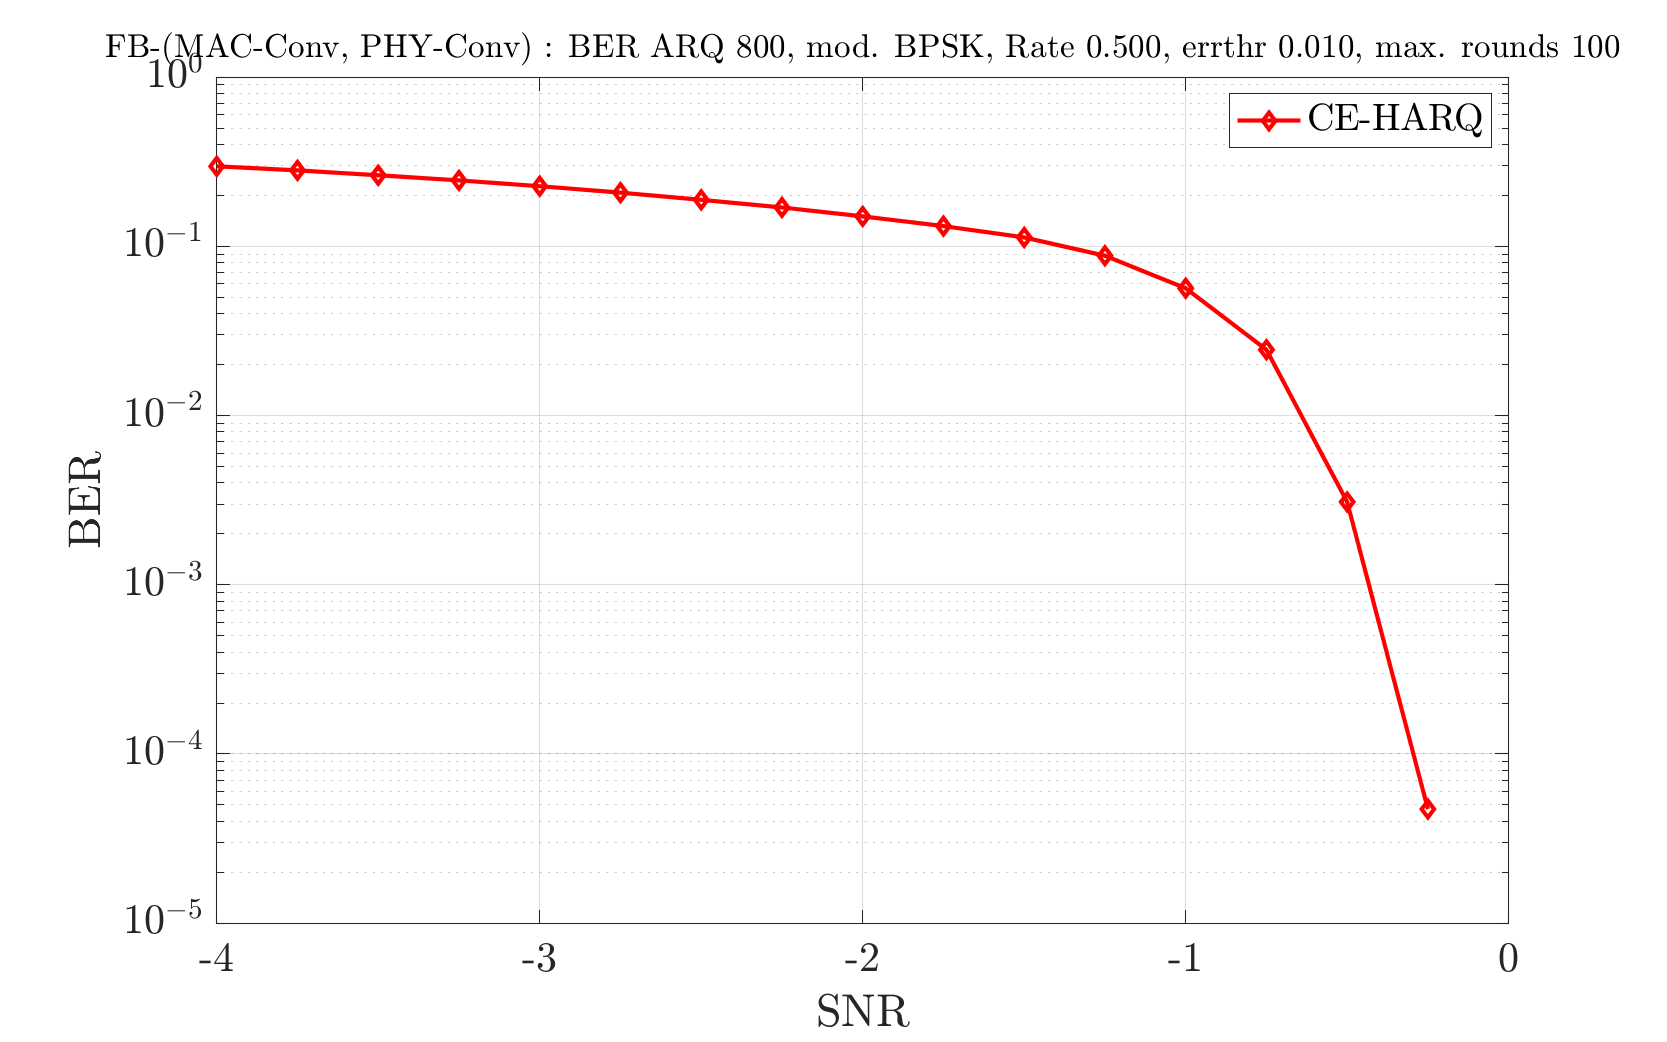 FB-(MAC-Conv, PHY-Conv) : BER ARQ 800, mod. BPSK, Rate 0.500, errthr 0.010, max. rounds 100
10⁰
CE-HARQ
10⁻¹
10⁻²
BER
10⁻³
10⁻⁴
10⁻⁵
-4 -3 -2 -1 0
SNR